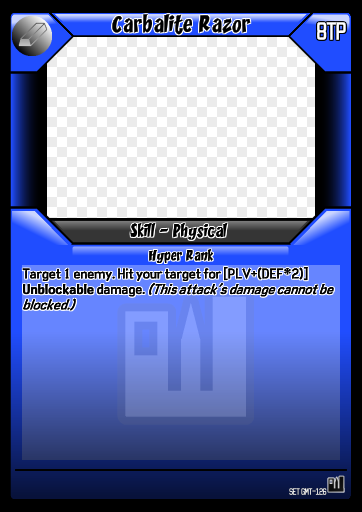 Carbalite Razor
8TP
Skill - Physical
Hyper Rank
Target 1 enemy. Hit your target for [PLV+(DEF*2)]
Unblockable damage. (This attack's damage cannot be
blocked.)
SET GMT-126